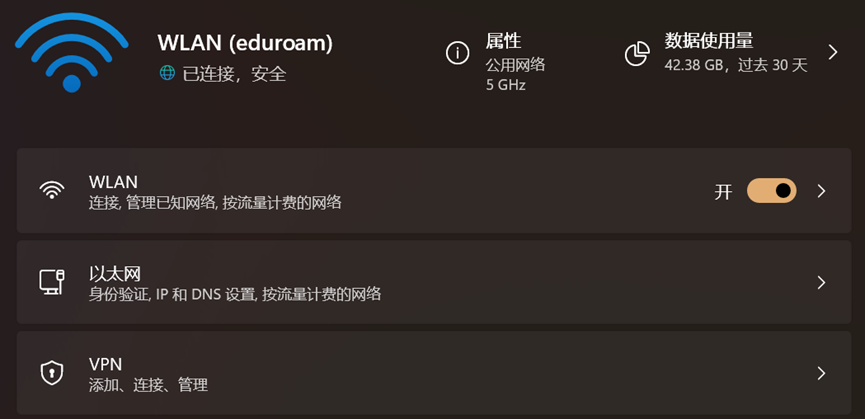 WLAN (eduroam)
已连接，安全
属性
公用网络
5 GHz
数据使用量
42.38 GB，过去 30 天
WLAN
连接, 管理已知网络, 按流量计费的网络
开
以太网
身份验证, IP 和 DNS 设置, 按流量计费的网络
VPN
添加、连接、管理